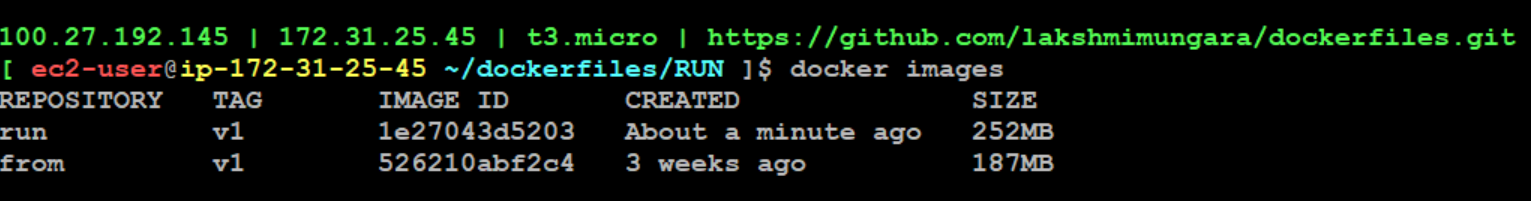 100.27.192.145 | 172.31.25.45 | t3.micro | https://github.com/lakshmimungara/dockerfiles.git
[ ec2-user@ip-172-31-25-45 ~/dockerfiles/RUN ]$ docker images
REPOSITORY   TAG       IMAGE ID       CREATED              SIZE
run          v1        1e27043d5203   About a minute ago   252MB
from         v1        526210abf2c4   3 weeks ago          187MB